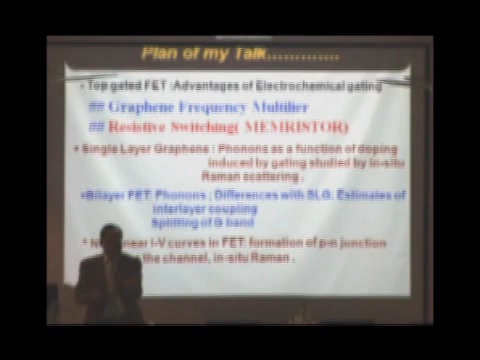 Plan of my Talk.............
• Top gated FET :Advantages of Electrochemical gating
## Graphene Frequency Multilier
## Resistive Switching( MEMRISTOR)
* Single Layer Graphene : Phonons as a function of doping
induced by gating studied by in-situ
Raman scattering .
•Bilayer FET: Phonons ; Differences with SLG; Estimates of
interlayer coupling
Splitting of G band
* I-V curves in FET: formation of p-n junction
the channel, in-situ Raman .